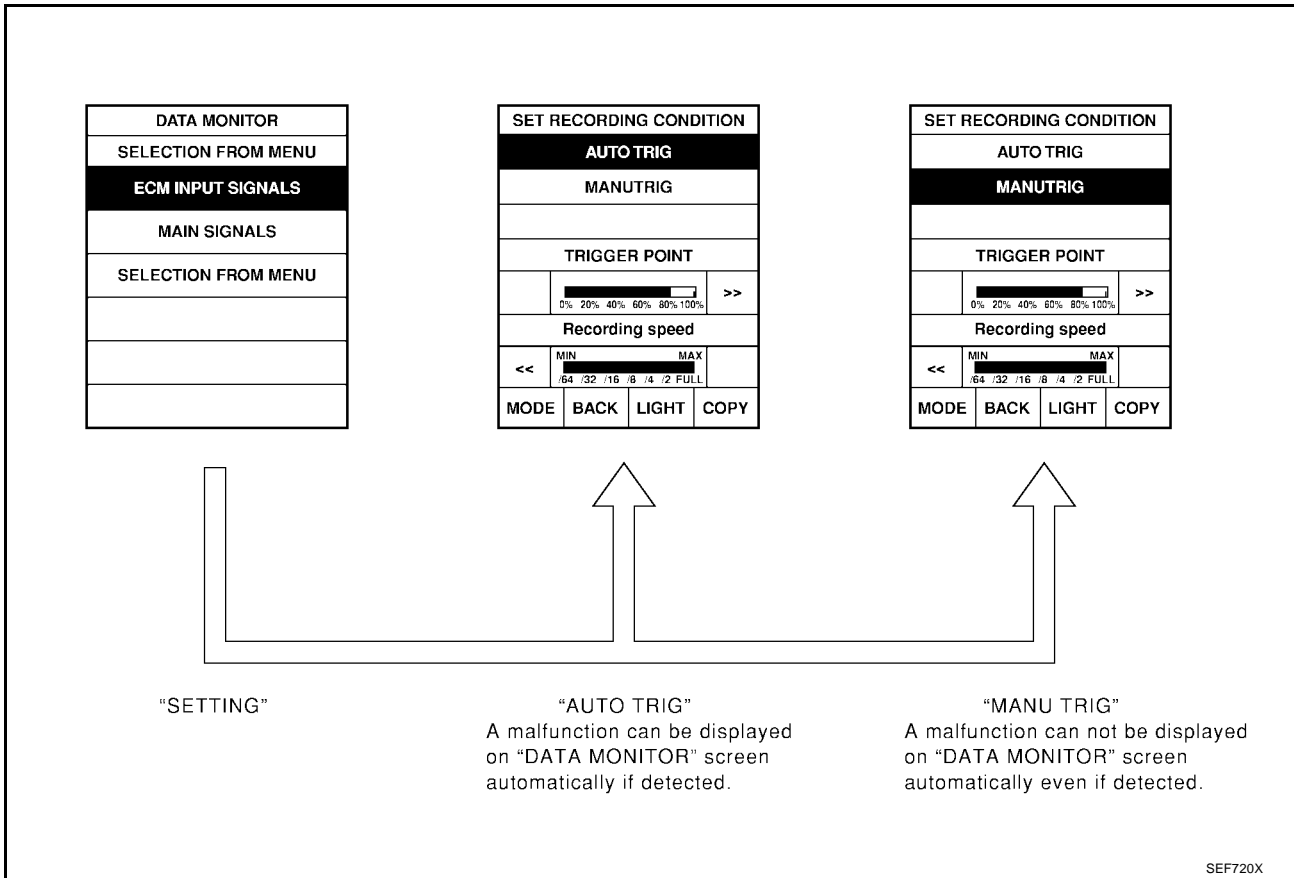 DATA MONITOR
SELECTION FROM MENU
ECM INPUT SIGNALS
MAIN SIGNALS
SELECTION FROM MENU
SET RECORDING CONDITION
AUTO TRIG
MANUTRIG
TRIGGER POINT
>>
0% 20% 40% 60% 80% 100%
Recording speed
MIN MAX
<<
/64 /32 /16 /8 /4 /2 FULL
MODE BACK LIGHT COPY
SET RECORDING CONDITION
AUTO TRIG
MANUTRIG
TRIGGER POINT
>>
0% 20% 40% 60% 80% 100%
Recording speed
MIN MAX
<<
/64 /32 /16 /8 /4 /2 FULL
MODE BACK LIGHT COPY
“SETTING”
“AUTO TRIG”
A malfunction can be displayed
on “DATA MONITOR” screen
automatically if detected.
“MANU TRIG”
A malfunction can not be displayed
on “DATA MONITOR” screen
automatically even if detected.
SEF720X